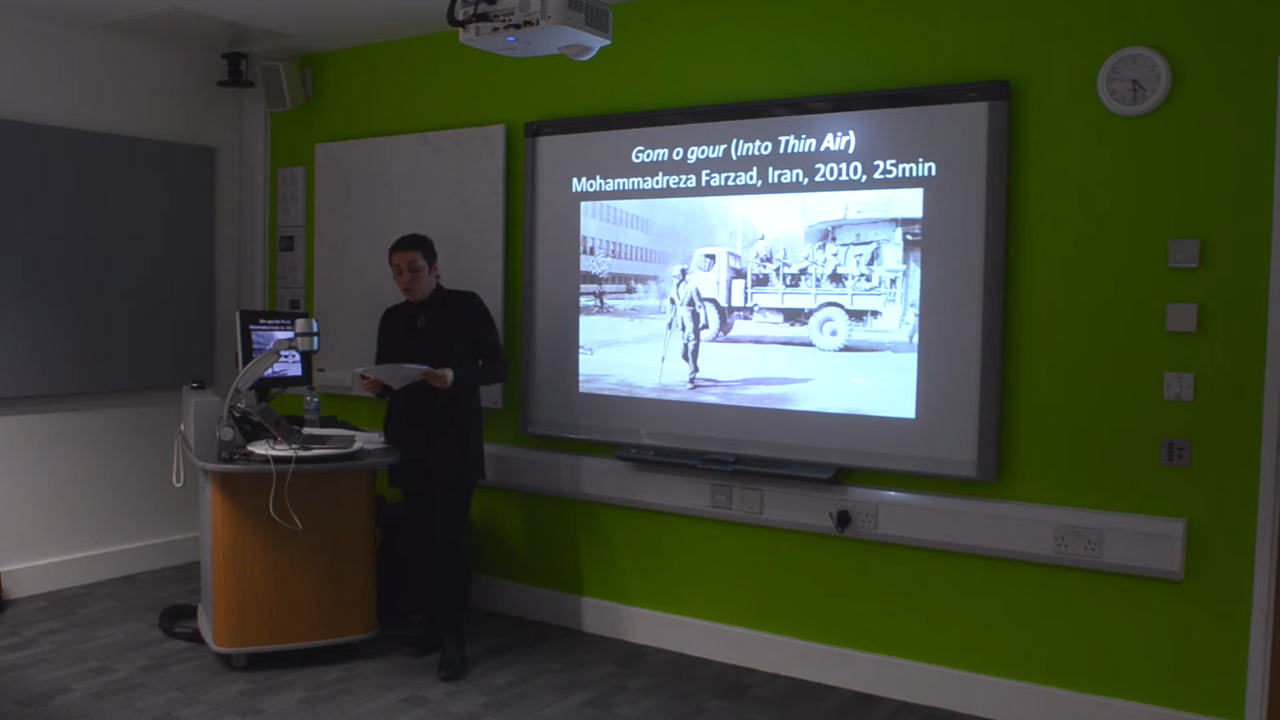 Gom o gour (Into Thin Air)
Mohammadreza Farzad, Iran, 2010, 25min